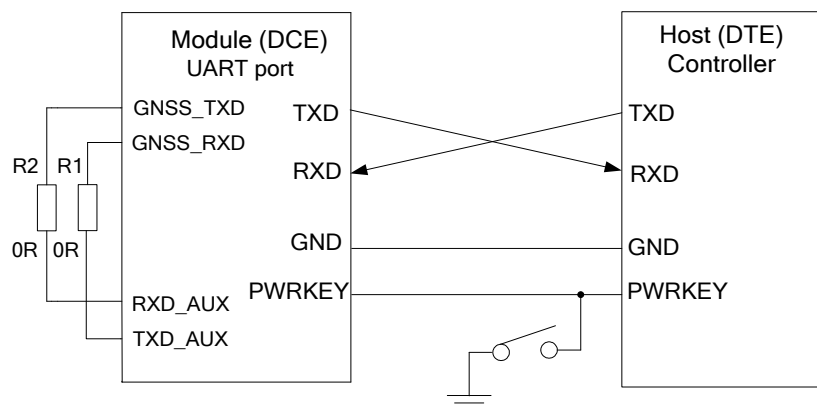 Module (DCE)
UART port
Host (DTE)
Controller
GNSS_TXD
TXD
TXD
GNSS_RXD
R2
R1
RXD
RXD
0R
0R
GND
GND
RXD_AUX
PWRKEY
PWRKEY
TXD_AUX